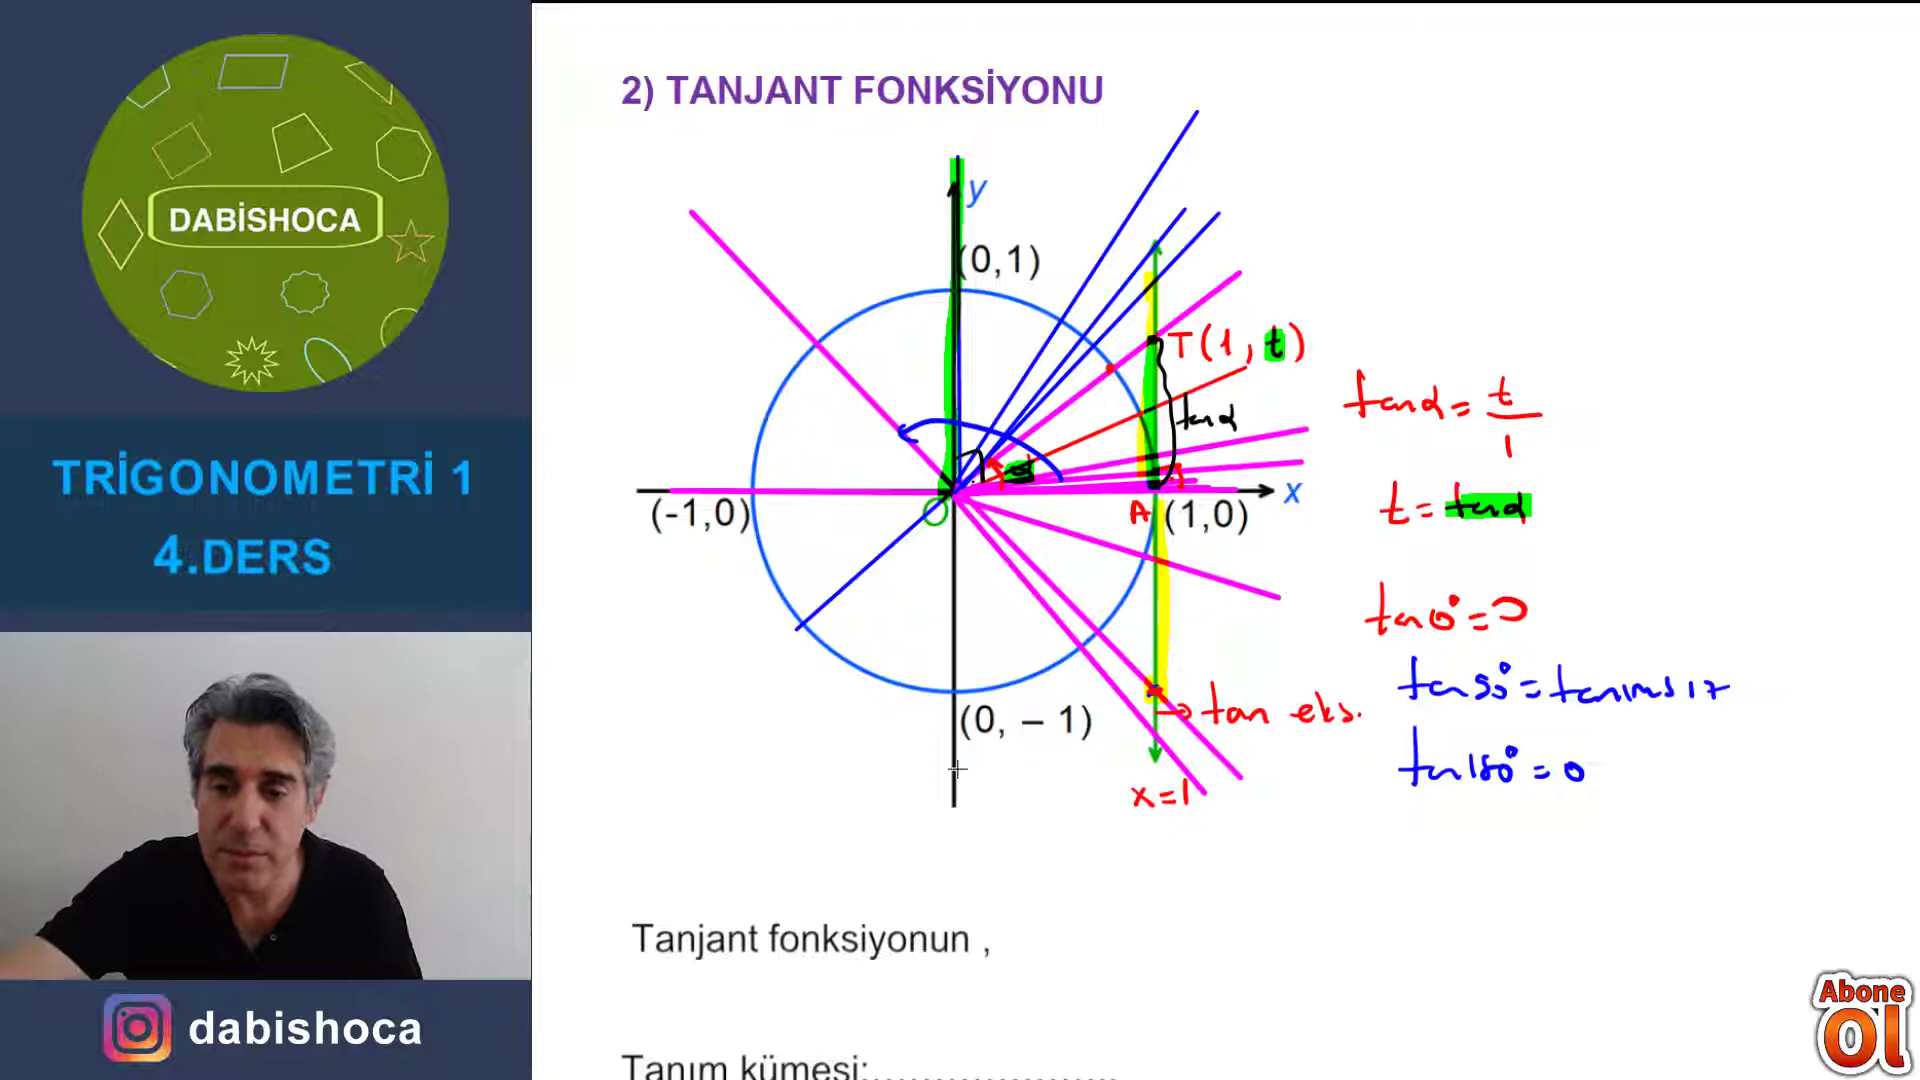 DABİSHOCA
TRİGONOMETRİ 1
4.DERS
dabishoca
2) TANJANT FONKSİYONU
y
(0,1)
T(1, t)
tanα
α
tanα = t/1
(-1,0)
O
A
(1,0)
x
t = tanα
tan0° = 0
tan90° = tanımsız
(0, – 1)
tan eks.
tan180° = 0
x=1
Tanjant fonksiyonun ,
Tanım kümesi:......................
Abone
Ol